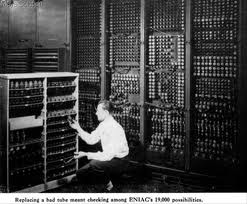 Replacing a bad tube meant checking among ENIAC's 19,000 possibilities.